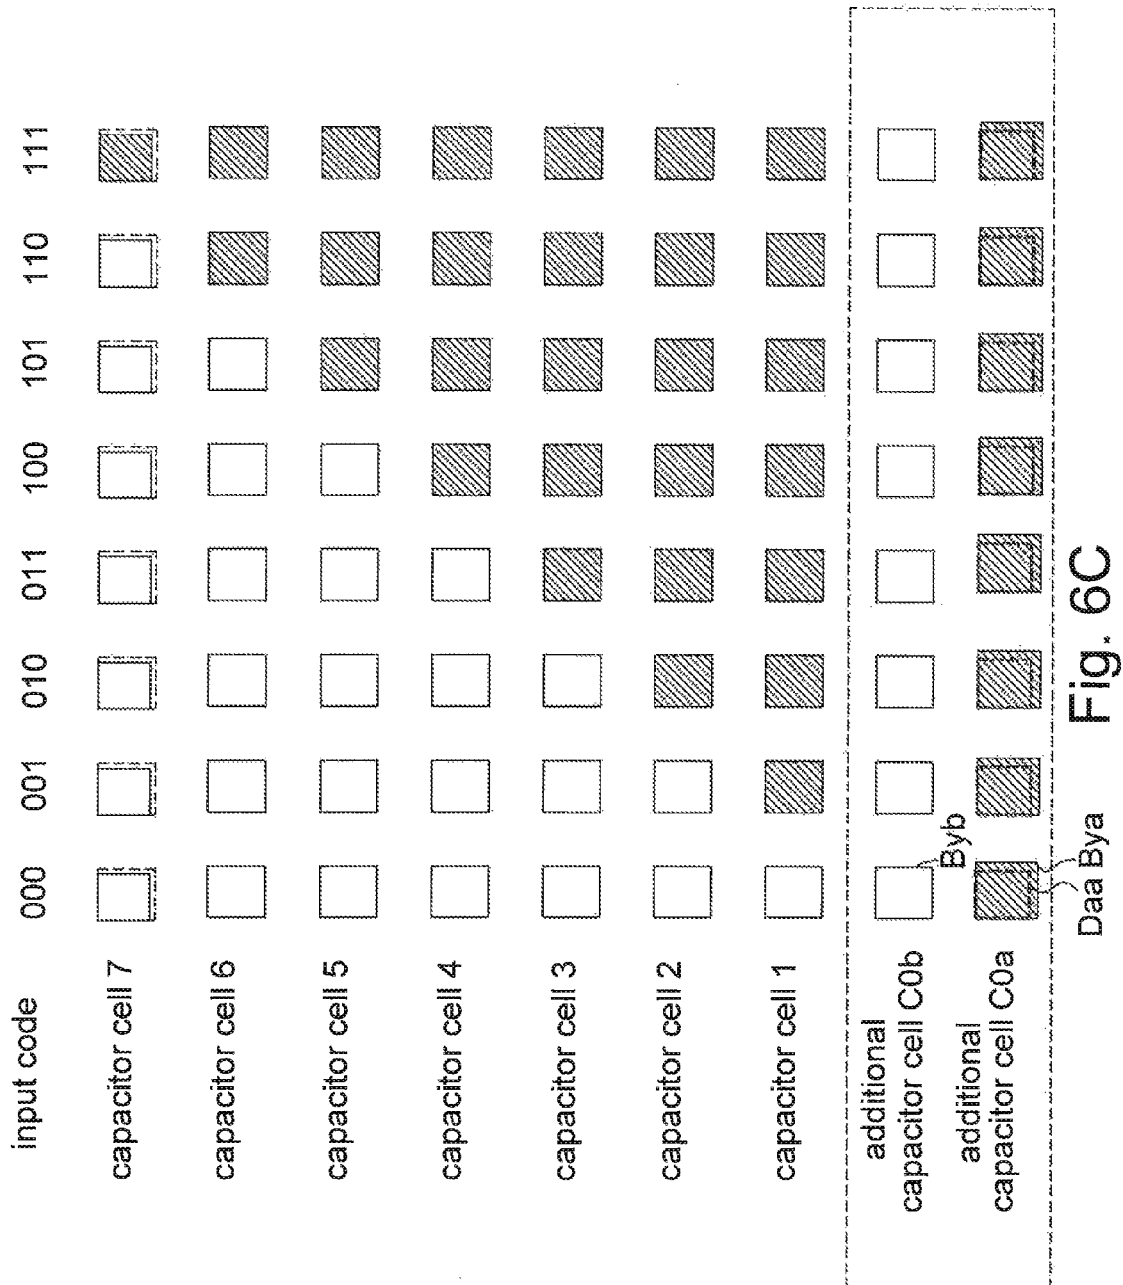 input code 000 001 010 011 100 101 110 111
capacitor cell 7
capacitor cell 6
capacitor cell 5
capacitor cell 4
capacitor cell 3
capacitor cell 2
capacitor cell 1
additional
capacitor cell C0b
Byb
additional
capacitor cell C0a
Daa Bya
Fig. 6C